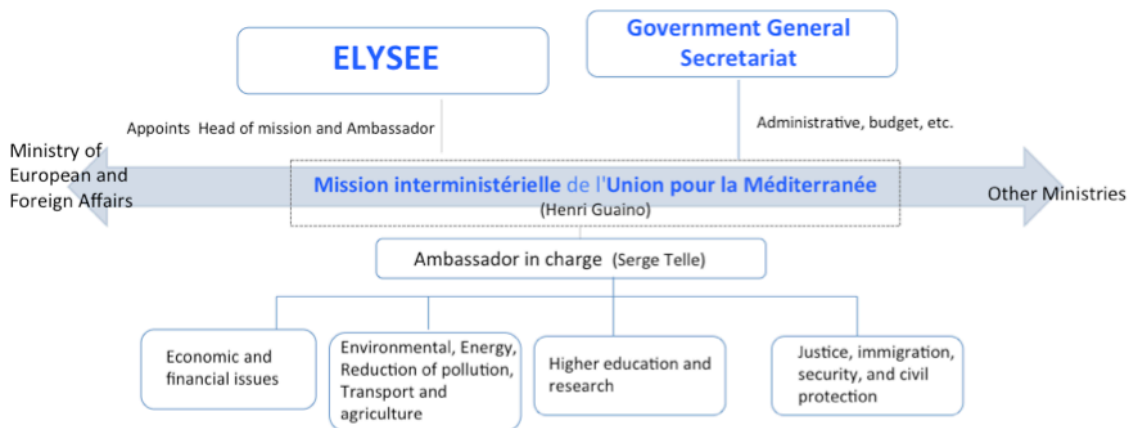 ELYSEE
Government General
Secretariat
Appoints Head of mission and Ambassador
Administrative, budget, etc.
Ministry of
European and
Foreign Affairs
Mission interministérielle de l'Union pour la Méditerranée
(Henri Guaino)
Other Ministries
Ambassador in charge (Serge Telle)
Economic and
financial issues
Environmental, Energy,
Reduction of pollution,
Transport and
agriculture
Higher education and
research
Justice, immigration,
security, and civil
protection